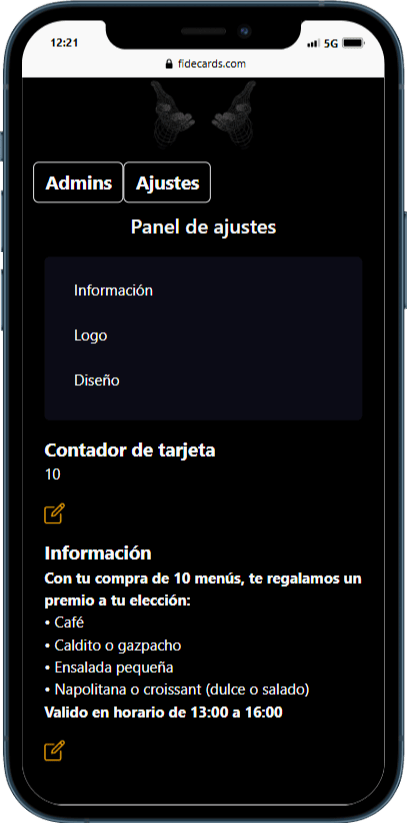 12:21
5G
fidecards.com
Admins
Ajustes
Panel de ajustes
Información
Logo
Diseño
Contador de tarjeta
10
Información
Con tu compra de 10 menús, te regalamos un
premio a tu elección:
• Café
• Caldito o gazpacho
• Ensalada pequeña
• Napolitana o croissant (dulce o salado)
Valido en horario de 13:00 a 16:00